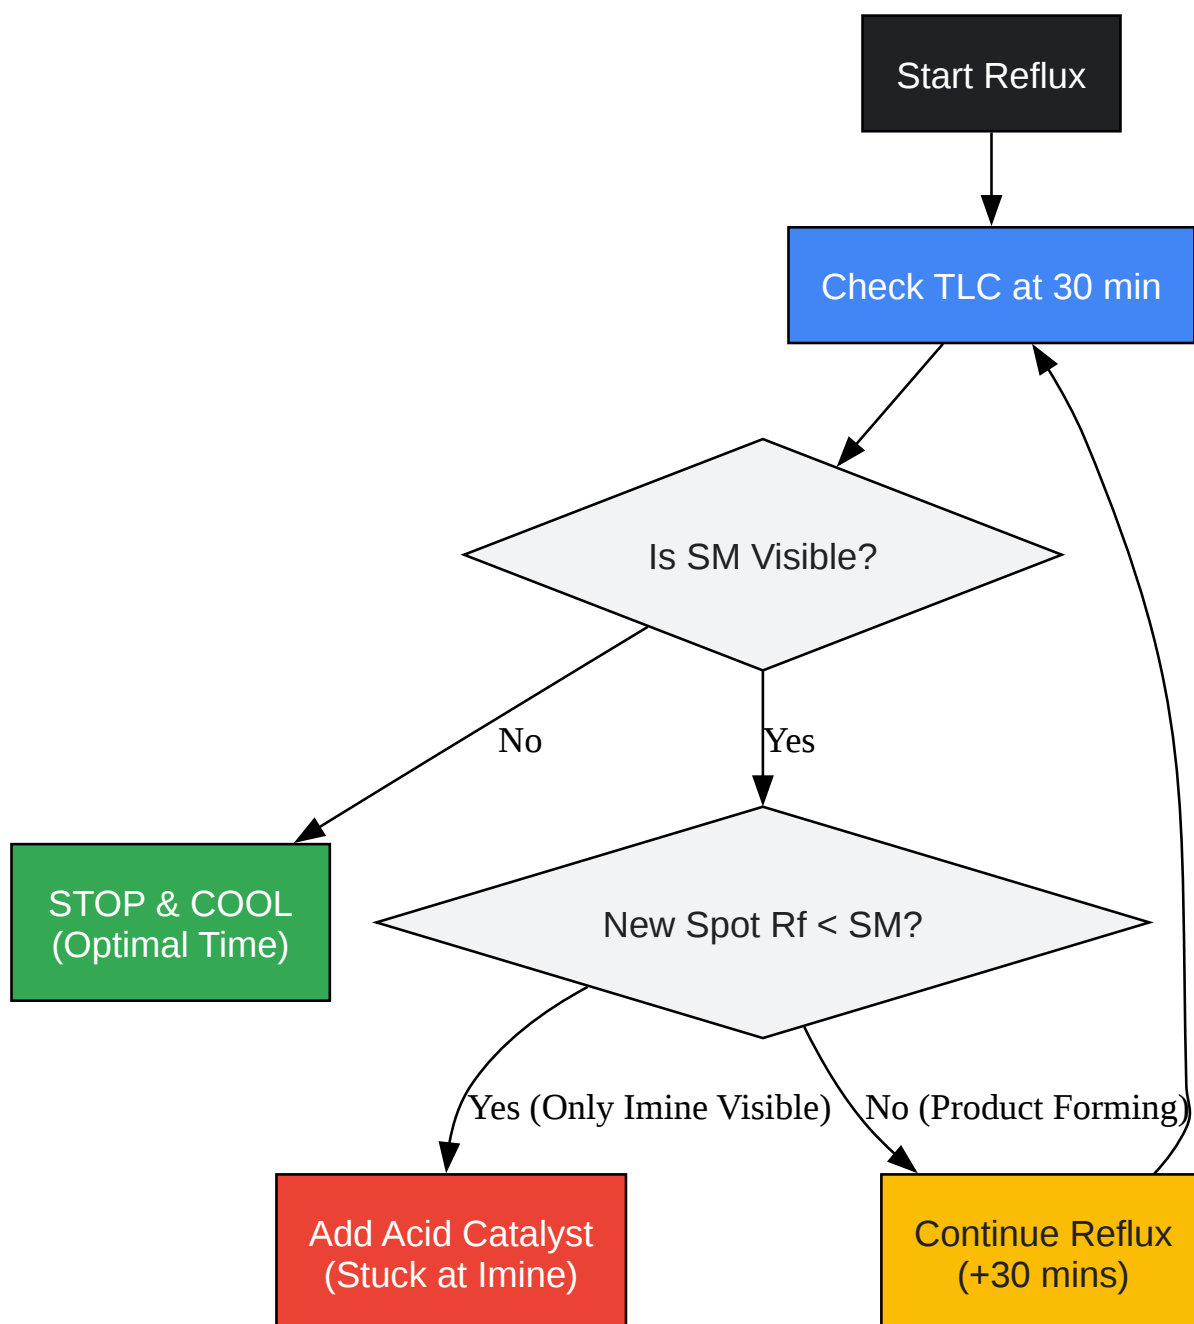 Start Reflux
Check TLC at 30 min
Is SM Visible?
No
Yes
STOP & COOL
(Optimal Time)
New Spot Rf < SM?
Yes (Only Imine Visible)
No (Product Forming)
Add Acid Catalyst
(Stuck at Imine)
Continue Reflux
(+30 mins)